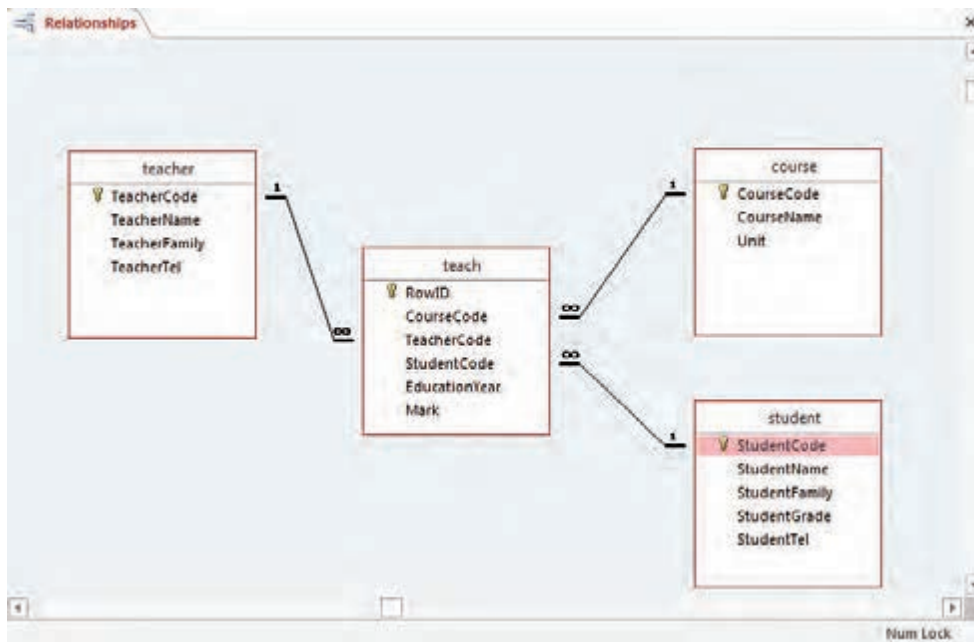 Relationships
teacher
TeacherCode
TeacherName
TeacherFamily
TeacherTel
1
∞
teach
RowID
CourseCode
TeacherCode
StudentCode
EducationYear
Mark
∞
∞
1
course
CourseCode
CourseName
Unit
1
student
StudentCode
StudentName
StudentFamily
StudentGrade
StudentTel
Num Lock